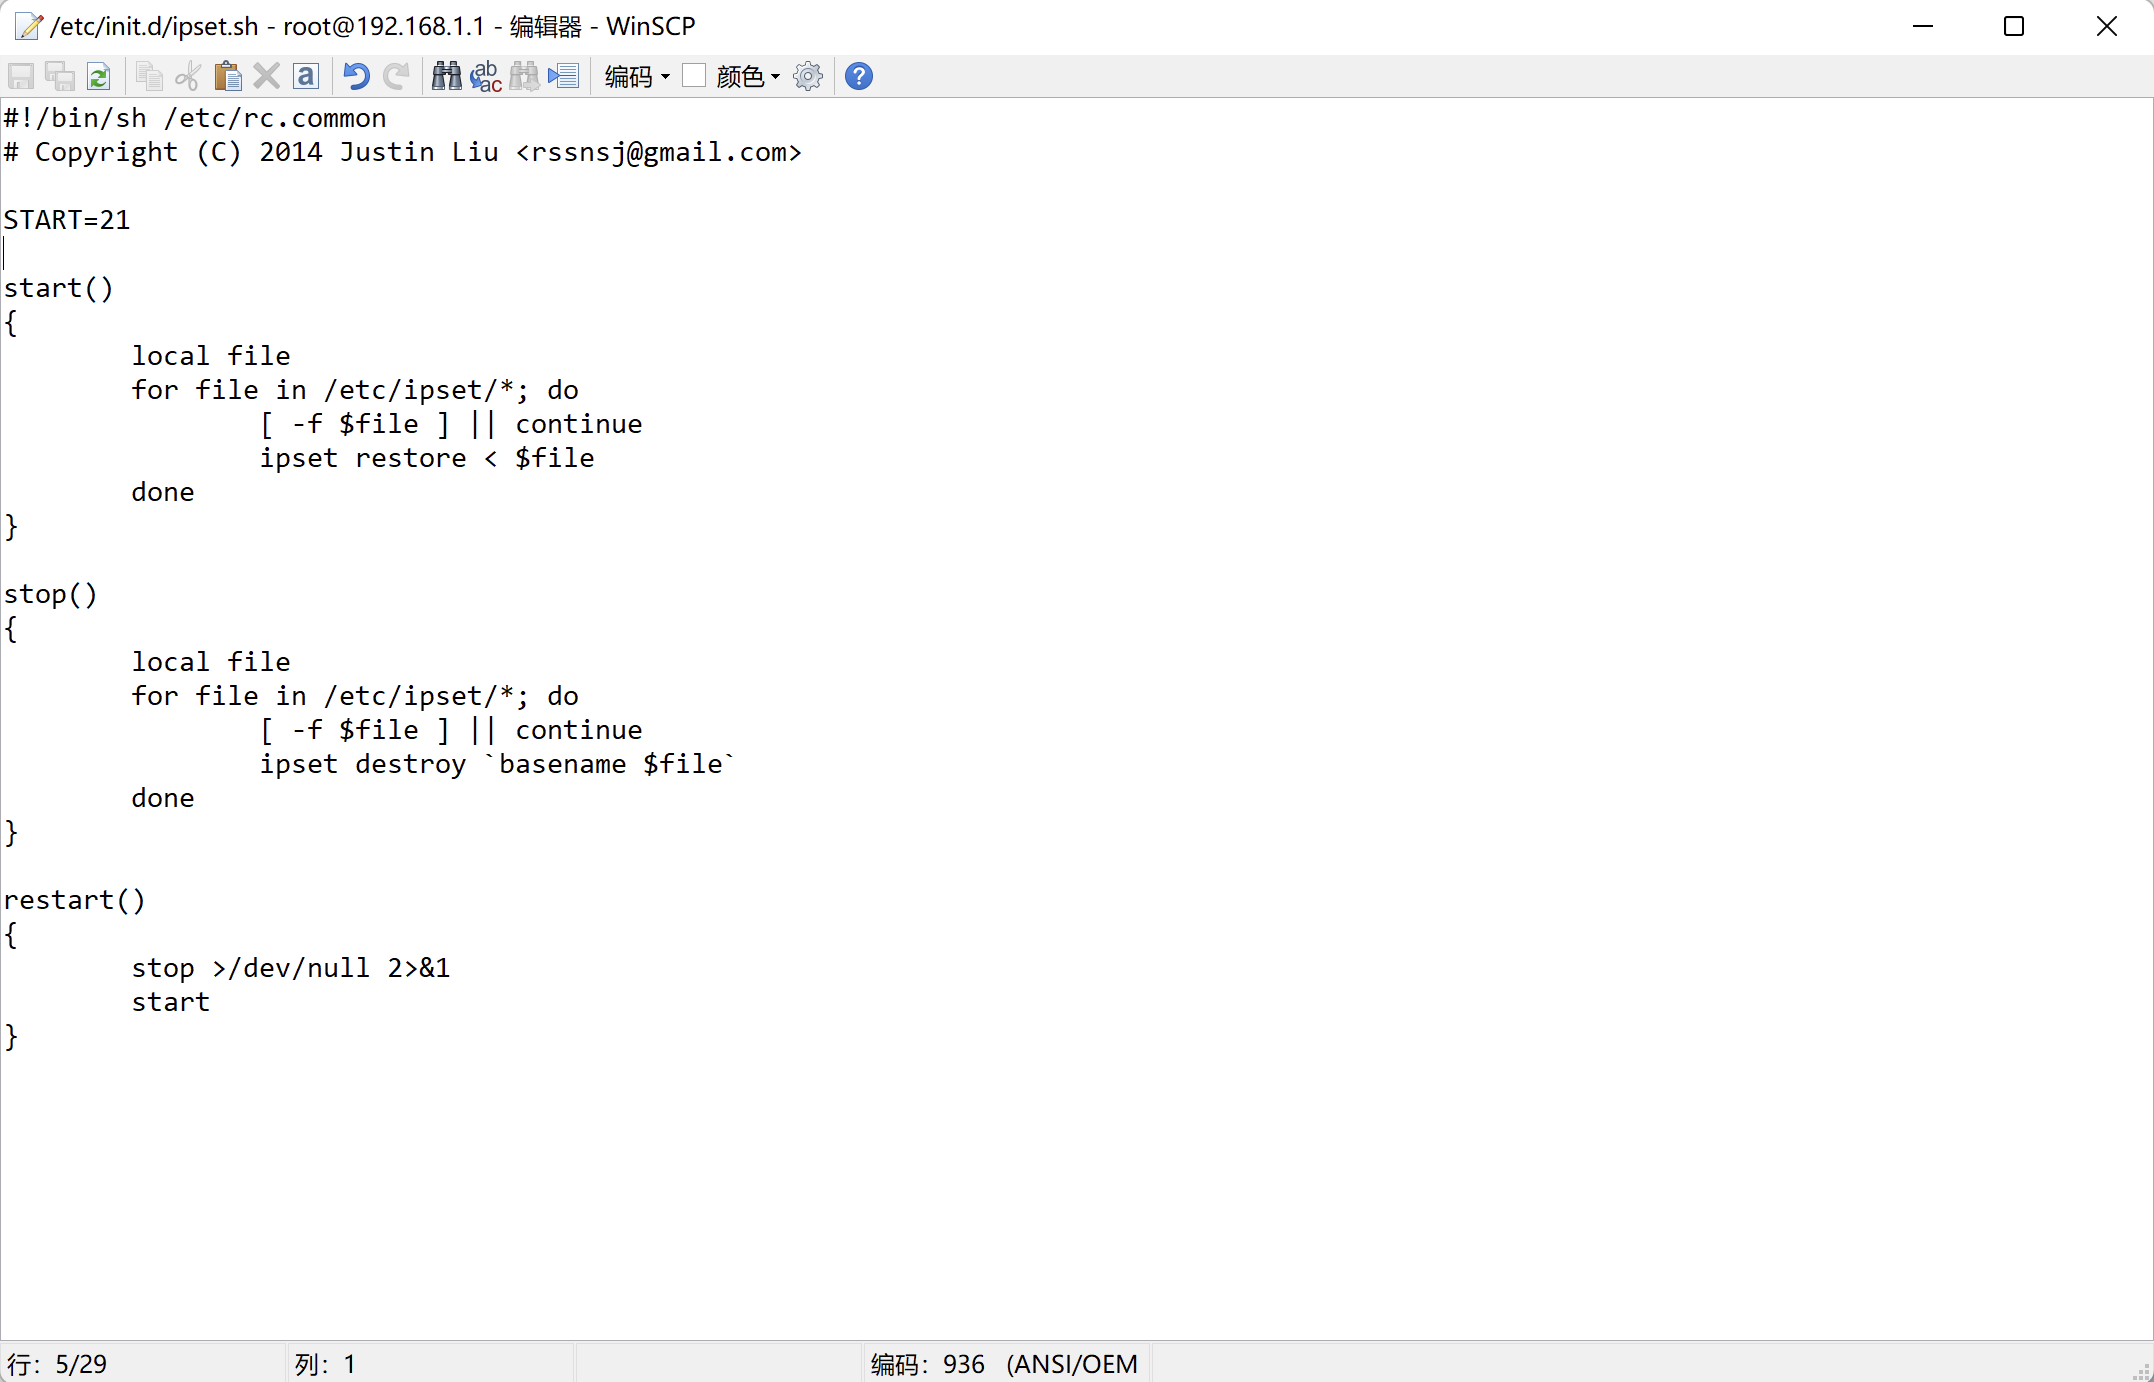 /etc/init.d/ipset.sh - root@192.168.1.1 - 编辑器 - WinSCP
编码 颜色
#!/bin/sh /etc/rc.common
# Copyright (C) 2014 Justin Liu <rssnsj@gmail.com>
START=21
start()
{
        local file
        for file in /etc/ipset/*; do
                [ -f $file ] || continue
                ipset restore < $file
        done
}
stop()
{
        local file
        for file in /etc/ipset/*; do
                [ -f $file ] || continue
                ipset destroy `basename $file`
        done
}
restart()
{
        stop >/dev/null 2>&1
        start
}
行: 5/29 列: 1 编码: 936 (ANSI/OEM